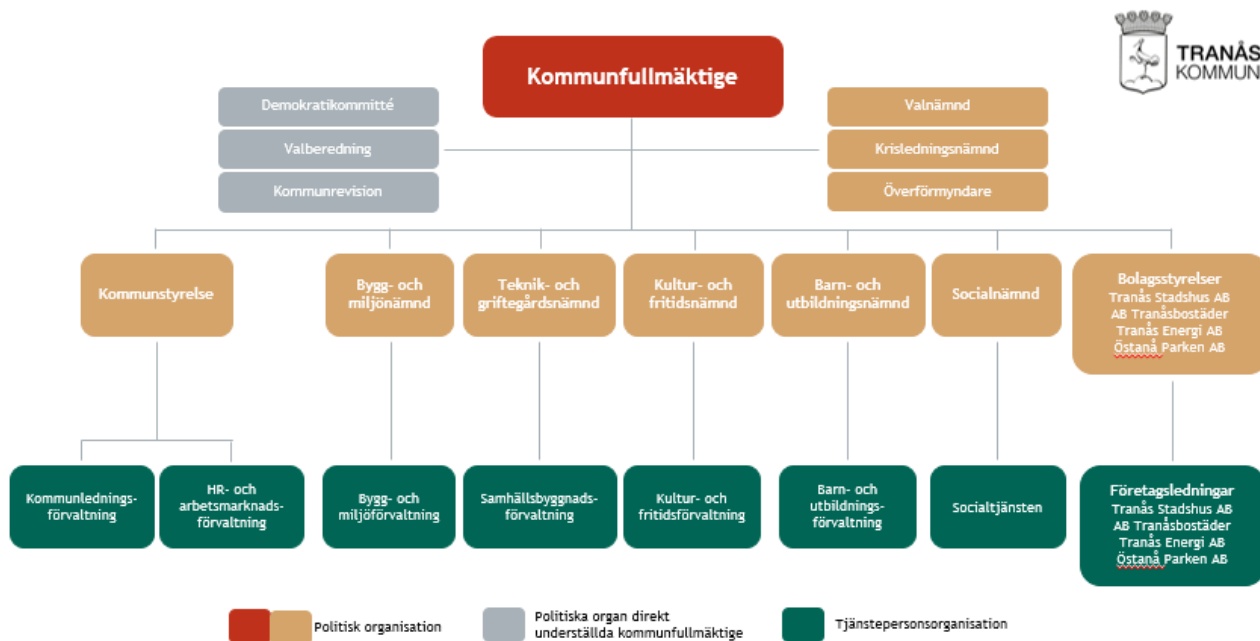 TRANÅS
KOMMUN
Kommunfullmäktige
Demokratikommitté
Valberedning
Kommunrevision
Valnämnd
Krisledningsnämnd
Överförmyndare
Kommunstyrelse
Bygg- och
miljönämnd
Teknik- och
griftegårdsnämnd
Kultur- och
fritidsnämnd
Barn- och
utbildningsnämnd
Socialnämnd
Bolagsstyrelser
Tranås Stadshus AB
AB Tranåsbostäder
Tranås Energi AB
Östanå Parken AB
Kommunlednings-
förvaltning
HR- och
arbetsmarknads-
förvaltning
Bygg- och
miljöförvaltning
Samhällsbyggnads-
förvaltning
Kultur- och
fritidsförvaltning
Barn- och
utbildnings-
förvaltning
Socialtjänsten
Företagsledningar
Tranås Stadshus AB
AB Tranåsbostäder
Tranås Energi AB
Östanå Parken AB
Politisk organisation
Politiska organ direkt
underställda kommunfullmäktige
Tjänstepersonsorganisation